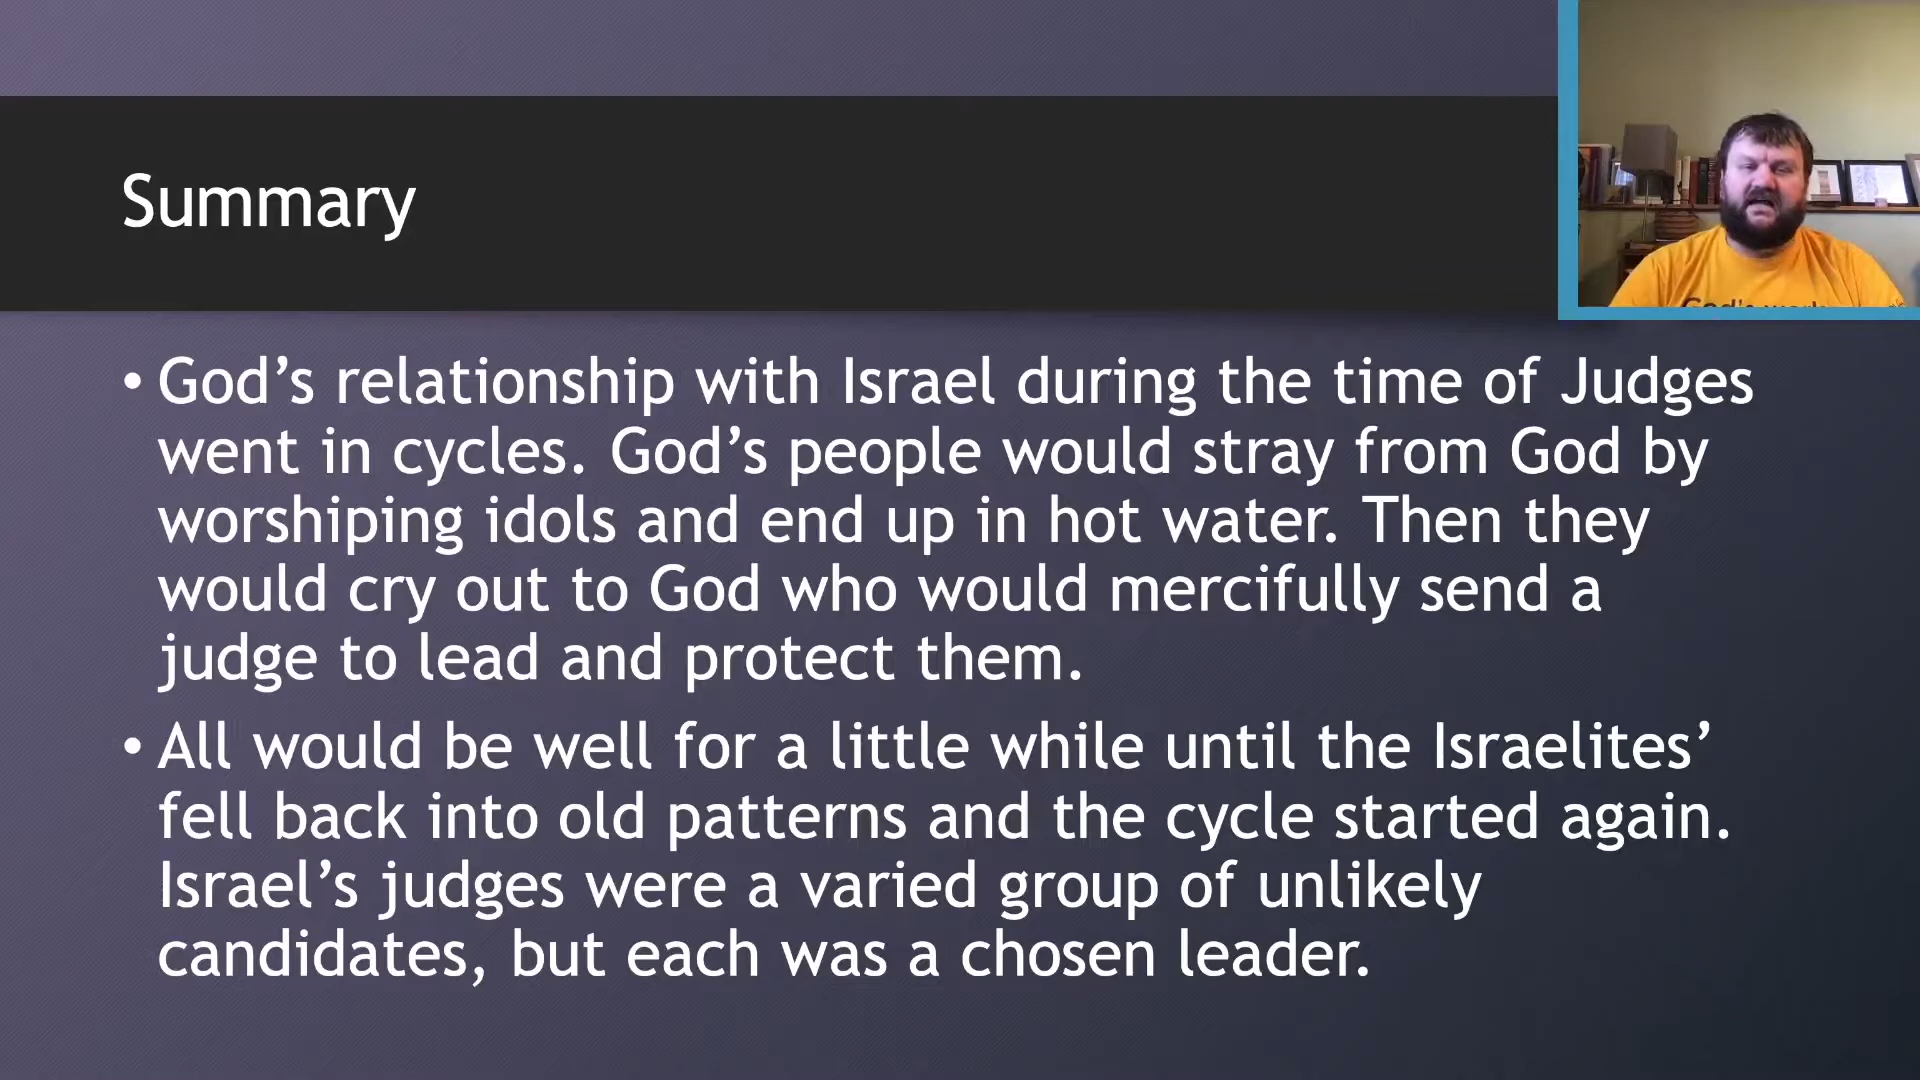 Summary
• God’s relationship with Israel during the time of Judges
went in cycles. God’s people would stray from God by
worshiping idols and end up in hot water. Then they
would cry out to God who would mercifully send a
judge to lead and protect them.
• All would be well for a little while until the Israelites’
fell back into old patterns and the cycle started again.
Israel’s judges were a varied group of unlikely
candidates, but each was a chosen leader.
God's work